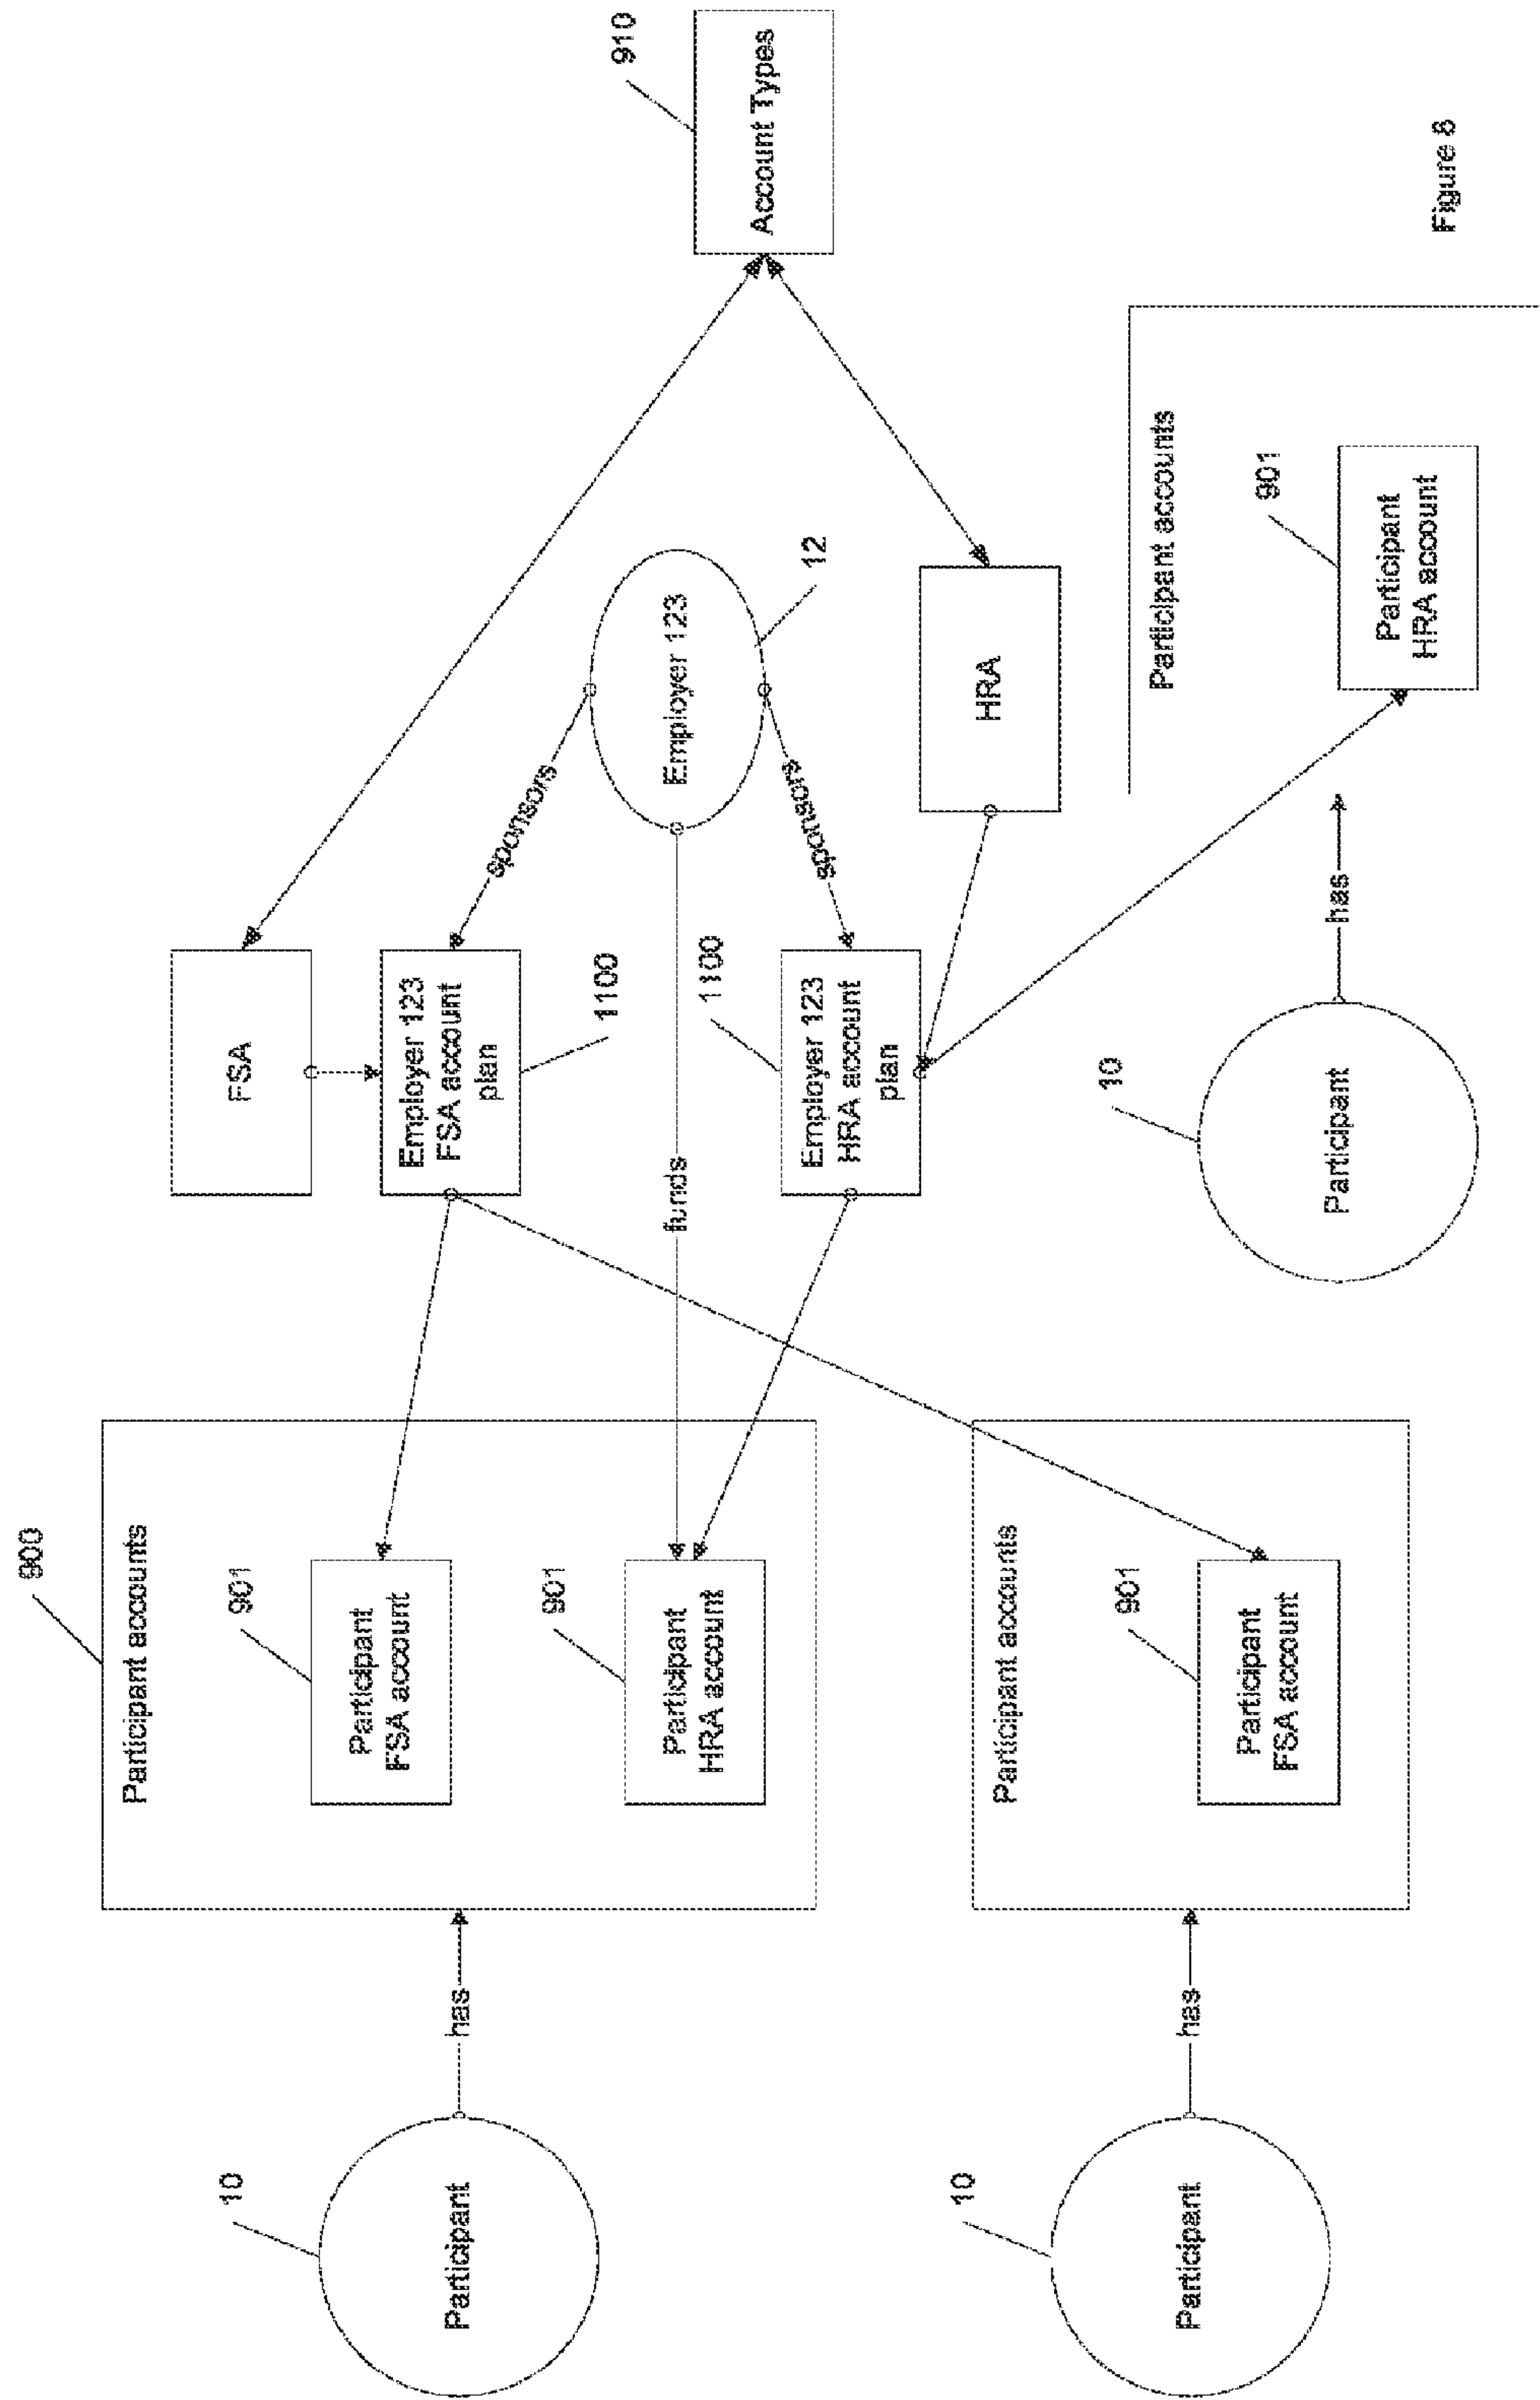 900
Participant accounts
10
Participant
has
901
Participant
FSA account
901
Participant
HRA account
FSA
Employer 123
FSA account
plan
1100
sponsors
funds
Employer 123
12
1100
Employer 123
HRA account
plan
sponsors
HRA
910
Account Types
10
Participant
has
Participant accounts
901
Participant
FSA account
10
Participant
has
Participant accounts
901
Participant
HRA account
Figure 8